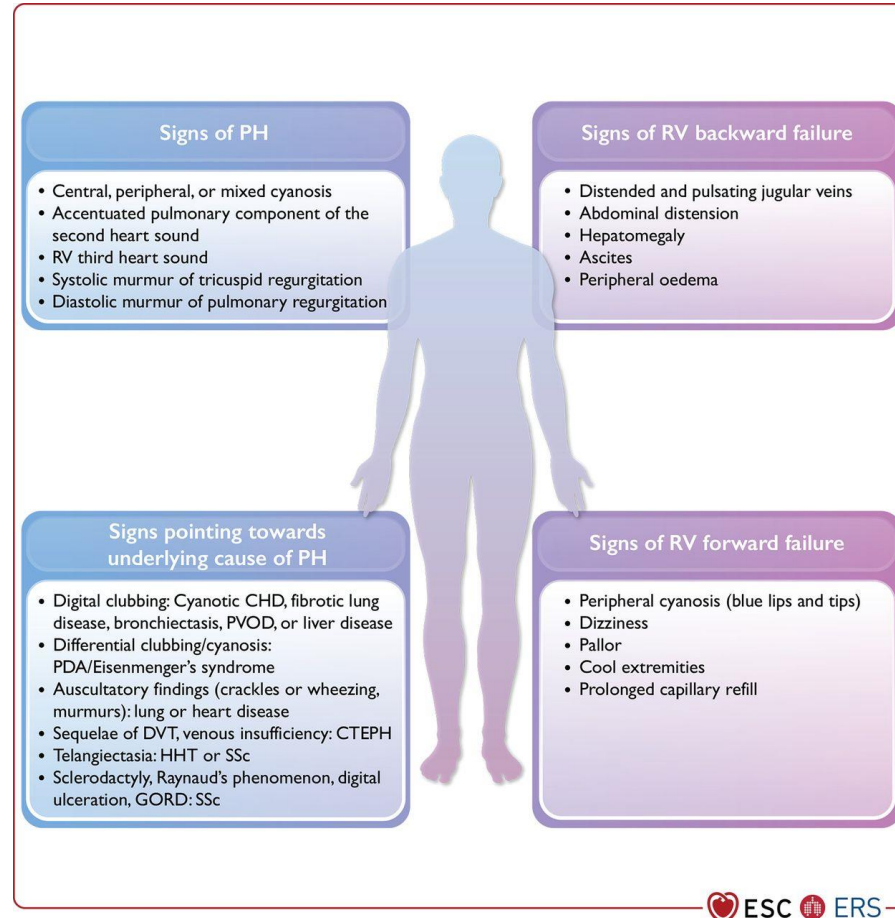 Signs of PH
• Central, peripheral, or mixed cyanosis
• Accentuated pulmonary component of the
second heart sound
• RV third heart sound
• Systolic murmur of tricuspid regurgitation
• Diastolic murmur of pulmonary regurgitation
Signs of RV backward failure
• Distended and pulsating jugular veins
• Abdominal distension
• Hepatomegaly
• Ascites
• Peripheral oedema
Signs pointing towards
underlying cause of PH
• Digital clubbing: Cyanotic CHD, fibrotic lung
disease, bronchiectasis, PVOD, or liver disease
• Differential clubbing/cyanosis:
PDA/Eisenmenger’s syndrome
• Auscultatory findings (crackles or wheezing,
murmurs): lung or heart disease
• Sequelae of DVT, venous insufficiency: CTEPH
• Telangiectasia: HHT or SSc
• Sclerodactyly, Raynaud’s phenomenon, digital
ulceration, GORD: SSc
Signs of RV forward failure
• Peripheral cyanosis (blue lips and tips)
• Dizziness
• Pallor
• Cool extremities
• Prolonged capillary refill
ESC ERS